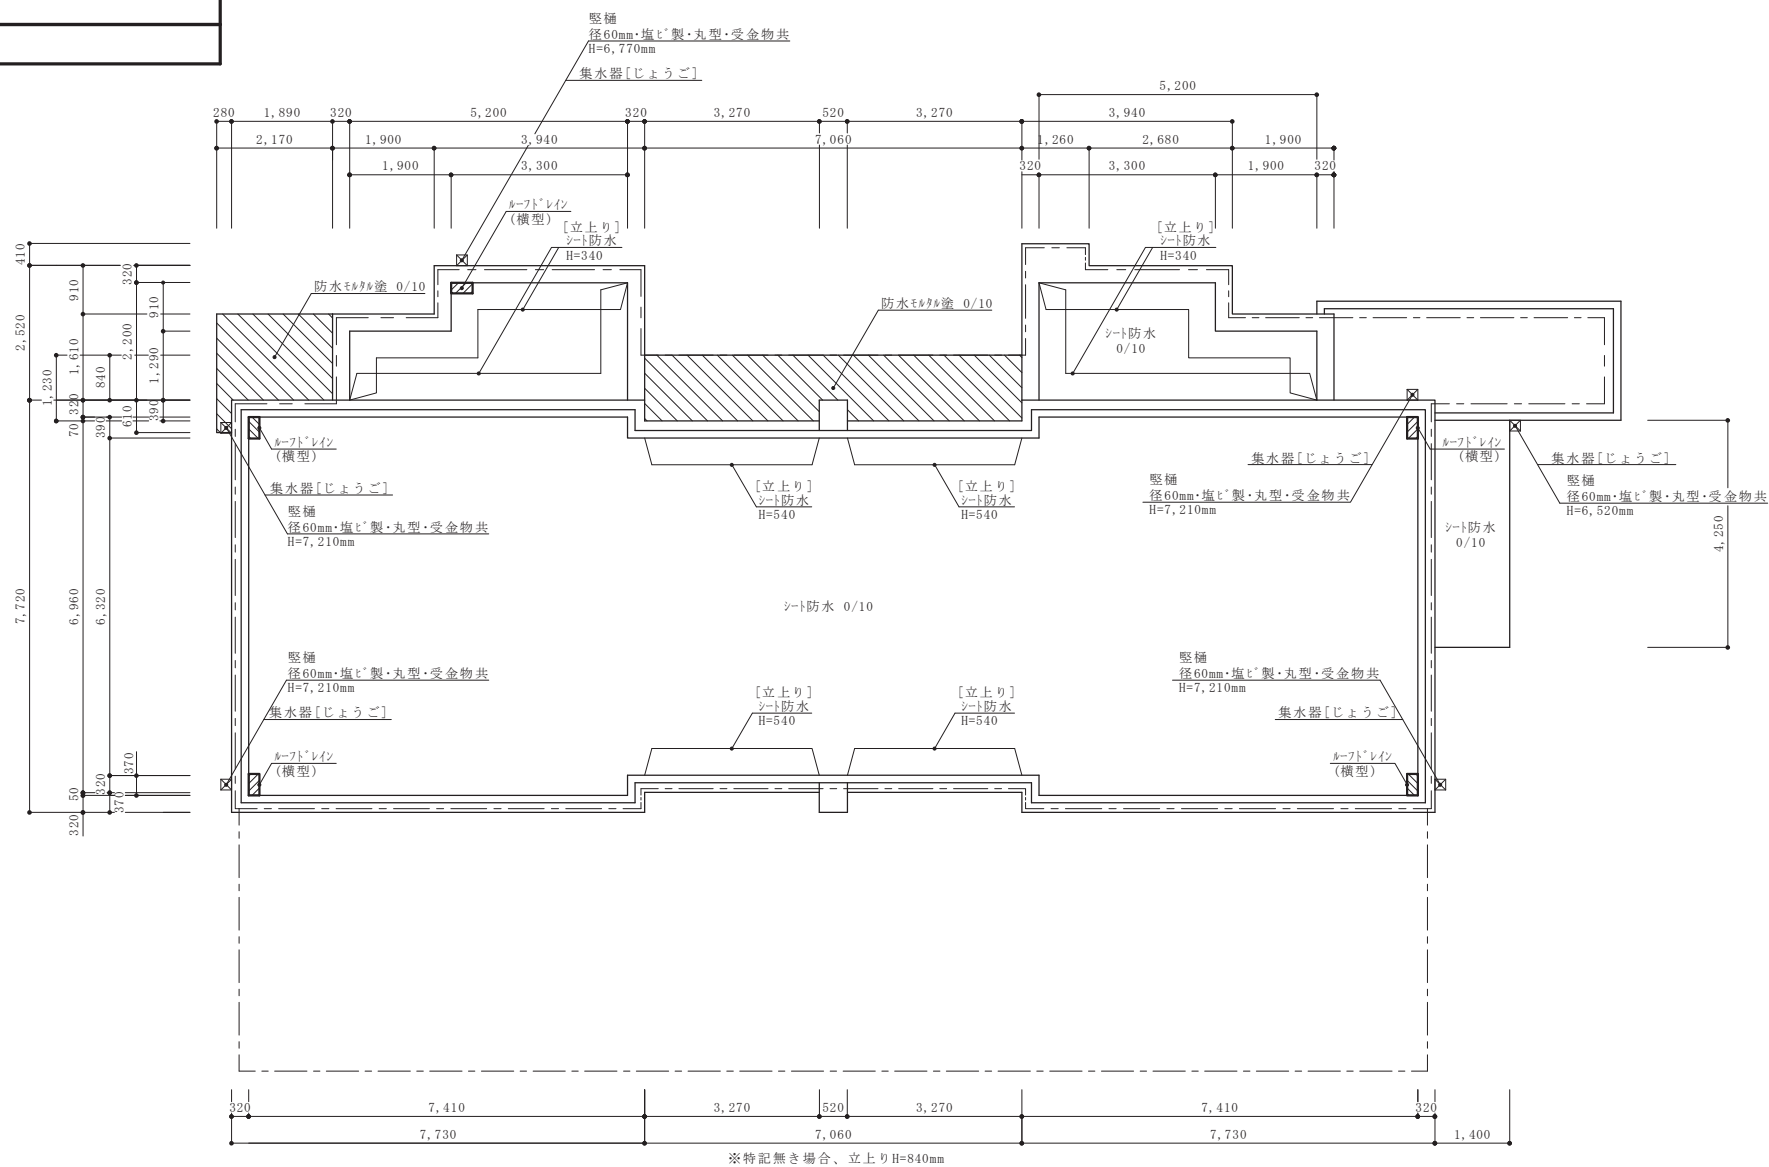 竪樋
径60mm・塩ﾋﾞ製・丸型・受金物共
H=6,770mm
集水器[じょうご]
5,200
280 1,890 320 5,200 320 3,270 520 3,270 3,940
2,170 1,900 3,940 7,060 1,260 2,680 1,900
1,900 3,300 320 3,300 1,900 320
ﾙｰﾌﾄﾞﾚｲﾝ
(横型)
[立上り]
ｼｰﾄ防水
H=340
[立上り]
ｼｰﾄ防水
H=340
防水ﾓﾙﾀﾙ塗 0/10
防水ﾓﾙﾀﾙ塗 0/10
ｼｰﾄ防水
0/10
410
2,520
7,720
1,230
910
1,610
320
70
6,960
50
320
840
390
6,320
320
370
320
2,200
610
370
910
1,290
390
ﾙｰﾌﾄﾞﾚｲﾝ
(横型)
集水器[じょうご]
竪樋
径60mm・塩ﾋﾞ製・丸型・受金物共
H=7,210mm
[立上り]
ｼｰﾄ防水
H=540
[立上り]
ｼｰﾄ防水
H=540
集水器[じょうご]
竪樋
径60mm・塩ﾋﾞ製・丸型・受金物共
H=7,210mm
ﾙｰﾌﾄﾞﾚｲﾝ
(横型)
集水器[じょうご]
竪樋
径60mm・塩ﾋﾞ製・丸型・受金物共
H=6,520mm
ｼｰﾄ防水
0/10
4,250
ｼｰﾄ防水 0/10
竪樋
径60mm・塩ﾋﾞ製・丸型・受金物共
H=7,210mm
集水器[じょうご]
ﾙｰﾌﾄﾞﾚｲﾝ
(横型)
[立上り]
ｼｰﾄ防水
H=540
[立上り]
ｼｰﾄ防水
H=540
竪樋
径60mm・塩ﾋﾞ製・丸型・受金物共
H=7,210mm
集水器[じょうご]
ﾙｰﾌﾄﾞﾚｲﾝ
(横型)
320 7,410 3,270 520 3,270 7,410 320
7,730 7,060 7,730 1,400
※特記無き場合、立上りH=840mm